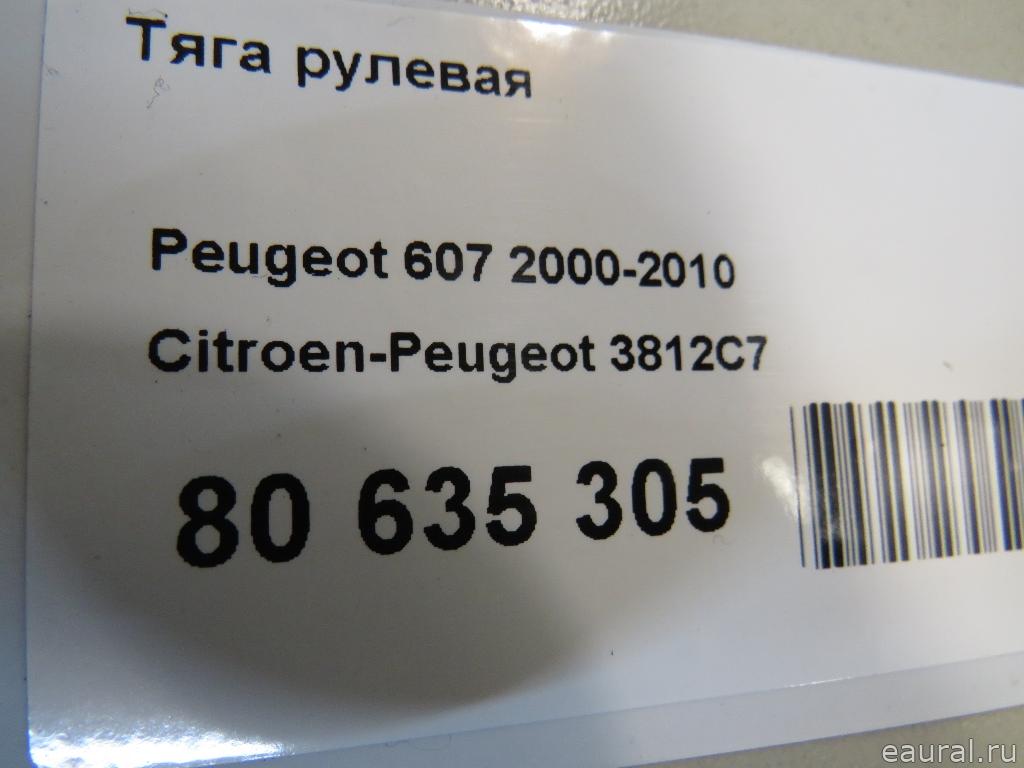 Тяга рулевая
Peugeot 607 2000-2010
Citroen-Peugeot 3812C7
80 635 305
eaural.ru